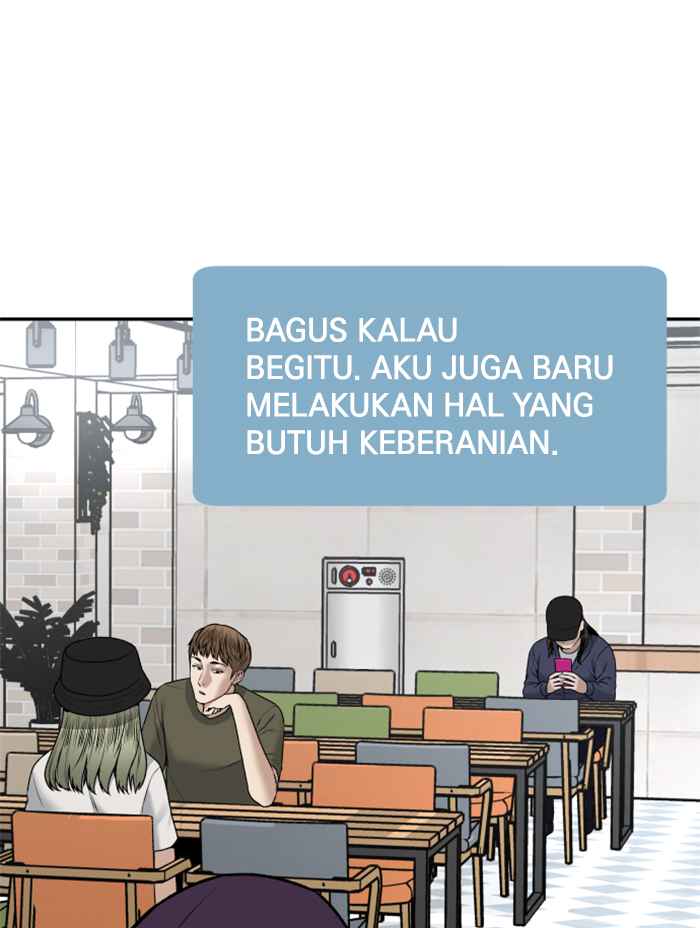 BAGUS KALAU
BEGITU. AKU JUGA BARU
MELAKUKAN HAL YANG
BUTUH KEBERANIAN.